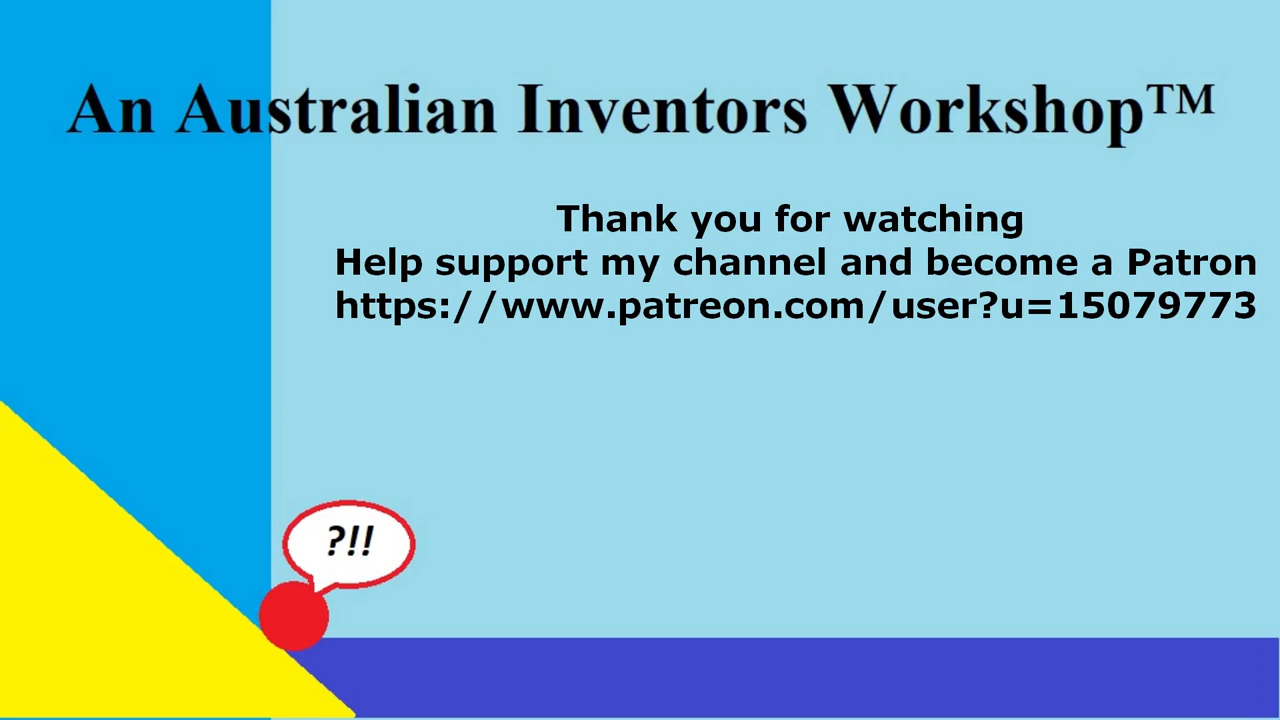 An Australian Inventors Workshop™
Thank you for watching
Help support my channel and become a Patron
https://www.patreon.com/user?u=15079773
?!!